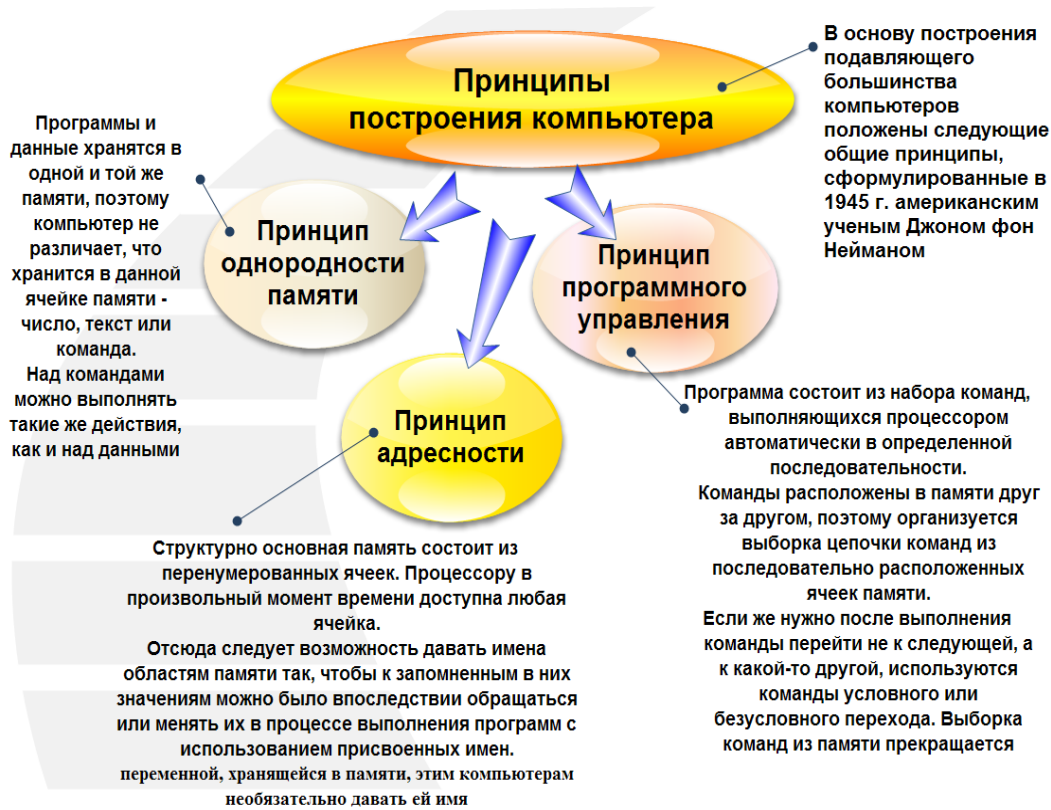 Принципы
построения компьютера
В основу построения
подавляющего
большинства
компьютеров
положены следующие
общие принципы,
сформулированные в
1945 г. американским
ученым Джоном фон
Нейманом
Программы и
данные хранятся в
одной и той же
памяти, поэтому
компьютер не
различает, что
хранится в данной
ячейке памяти -
число, текст или
команда.
Над командами
можно выполнять
такие же действия,
как и над данными
Принцип
однородности
памяти
Принцип
программного
управления
Принцип
адресности
Программа состоит из набора команд,
выполняющихся процессором
автоматически в определенной
последовательности.
Команды расположены в памяти друг
за другом, поэтому организуется
выборка цепочки команд из
последовательно расположенных
ячеек памяти.
Если же нужно после выполнения
команды перейти не к следующей, а
к какой-то другой, используются
команды условного или
безусловного перехода. Выборка
команд из памяти прекращается
Структурно основная память состоит из
перенумерованных ячеек. Процессору в
произвольный момент времени доступна любая
ячейка.
Отсюда следует возможность давать имена
областям памяти так, чтобы к запомненным в них
значениям можно было впоследствии обращаться
или менять их в процессе выполнения программ с
использованием присвоенных имен.
переменной, хранящейся в памяти, этим компьютерам
необязательно давать ей имя